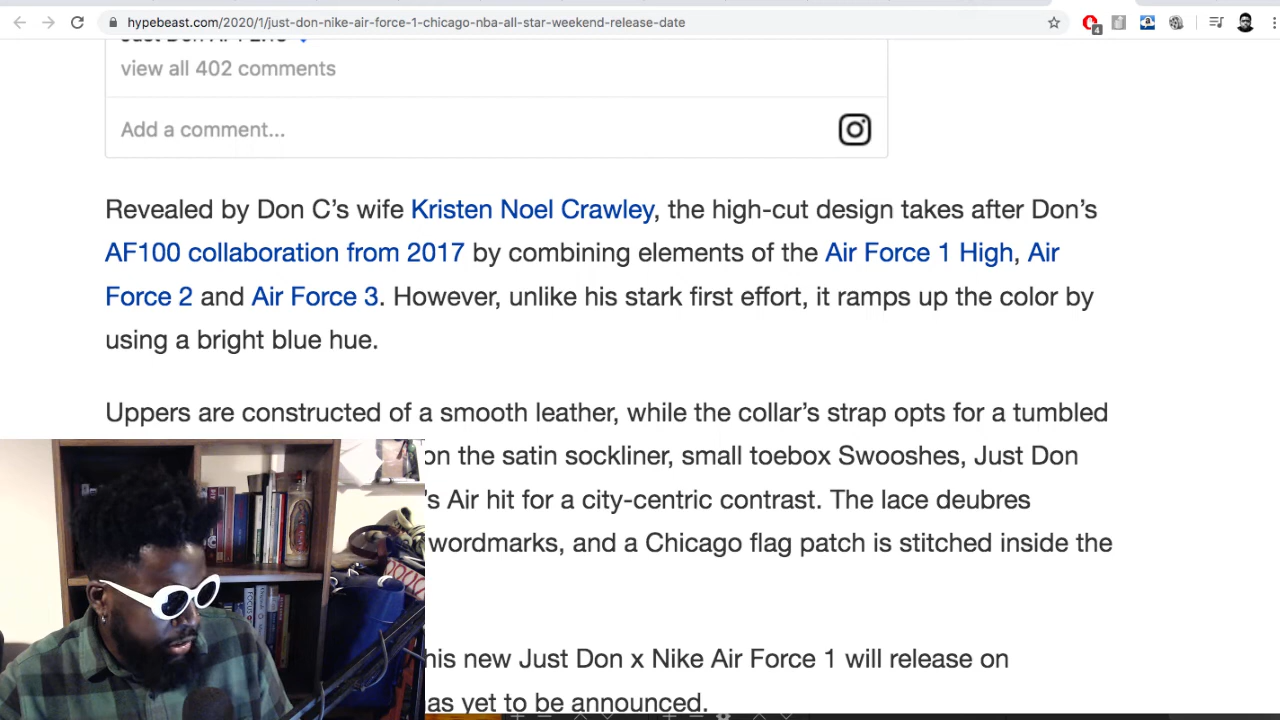 hypebeast.com/2020/1/just-don-nike-air-force-1-chicago-nba-all-star-weekend-release-date
4
view all 402 comments
Add a comment...
Revealed by Don C's wife Kristen Noel Crawley, the high-cut design takes after Don's
AF100 collaboration from 2017 by combining elements of the Air Force 1 High, Air
Force 2 and Air Force 3. However, unlike his stark first effort, it ramps up the color by
using a bright blue hue.
Uppers are constructed of a smooth leather, while the collar's strap opts for a tumbled
on the satin sockliner, small toebox Swooshes, Just Don
's Air hit for a city-centric contrast. The lace deubres
wordmarks, and a Chicago flag patch is stitched inside the
his new Just Don x Nike Air Force 1 will release on
as yet to be announced.
FOCUS